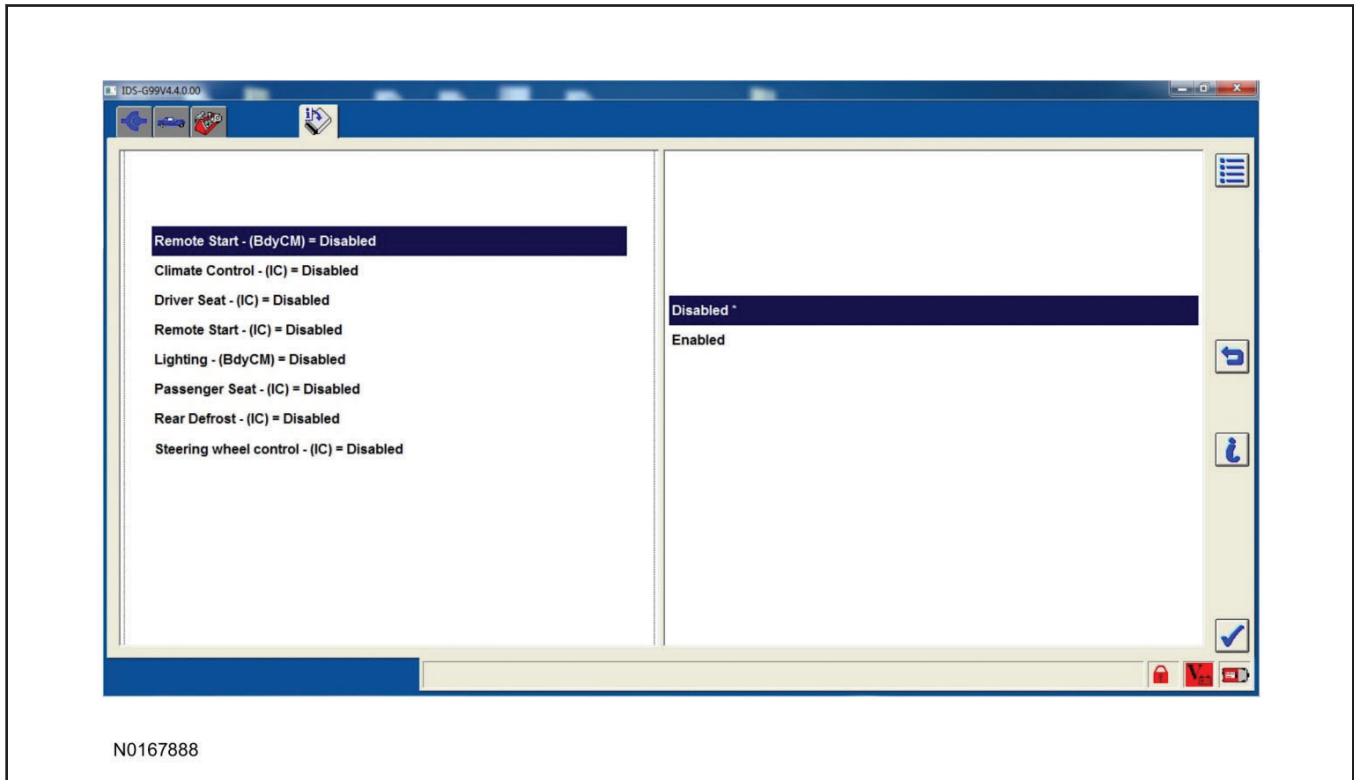 IDS-G99V4.4.0.00
Remote Start - (BdyCM) = Disabled
Climate Control - (IC) = Disabled
Driver Seat - (IC) = Disabled
Remote Start - (IC) = Disabled
Lighting - (BdyCM) = Disabled
Passenger Seat - (IC) = Disabled
Rear Defrost - (IC) = Disabled
Steering wheel control - (IC) = Disabled
Disabled *
Enabled
N0167888